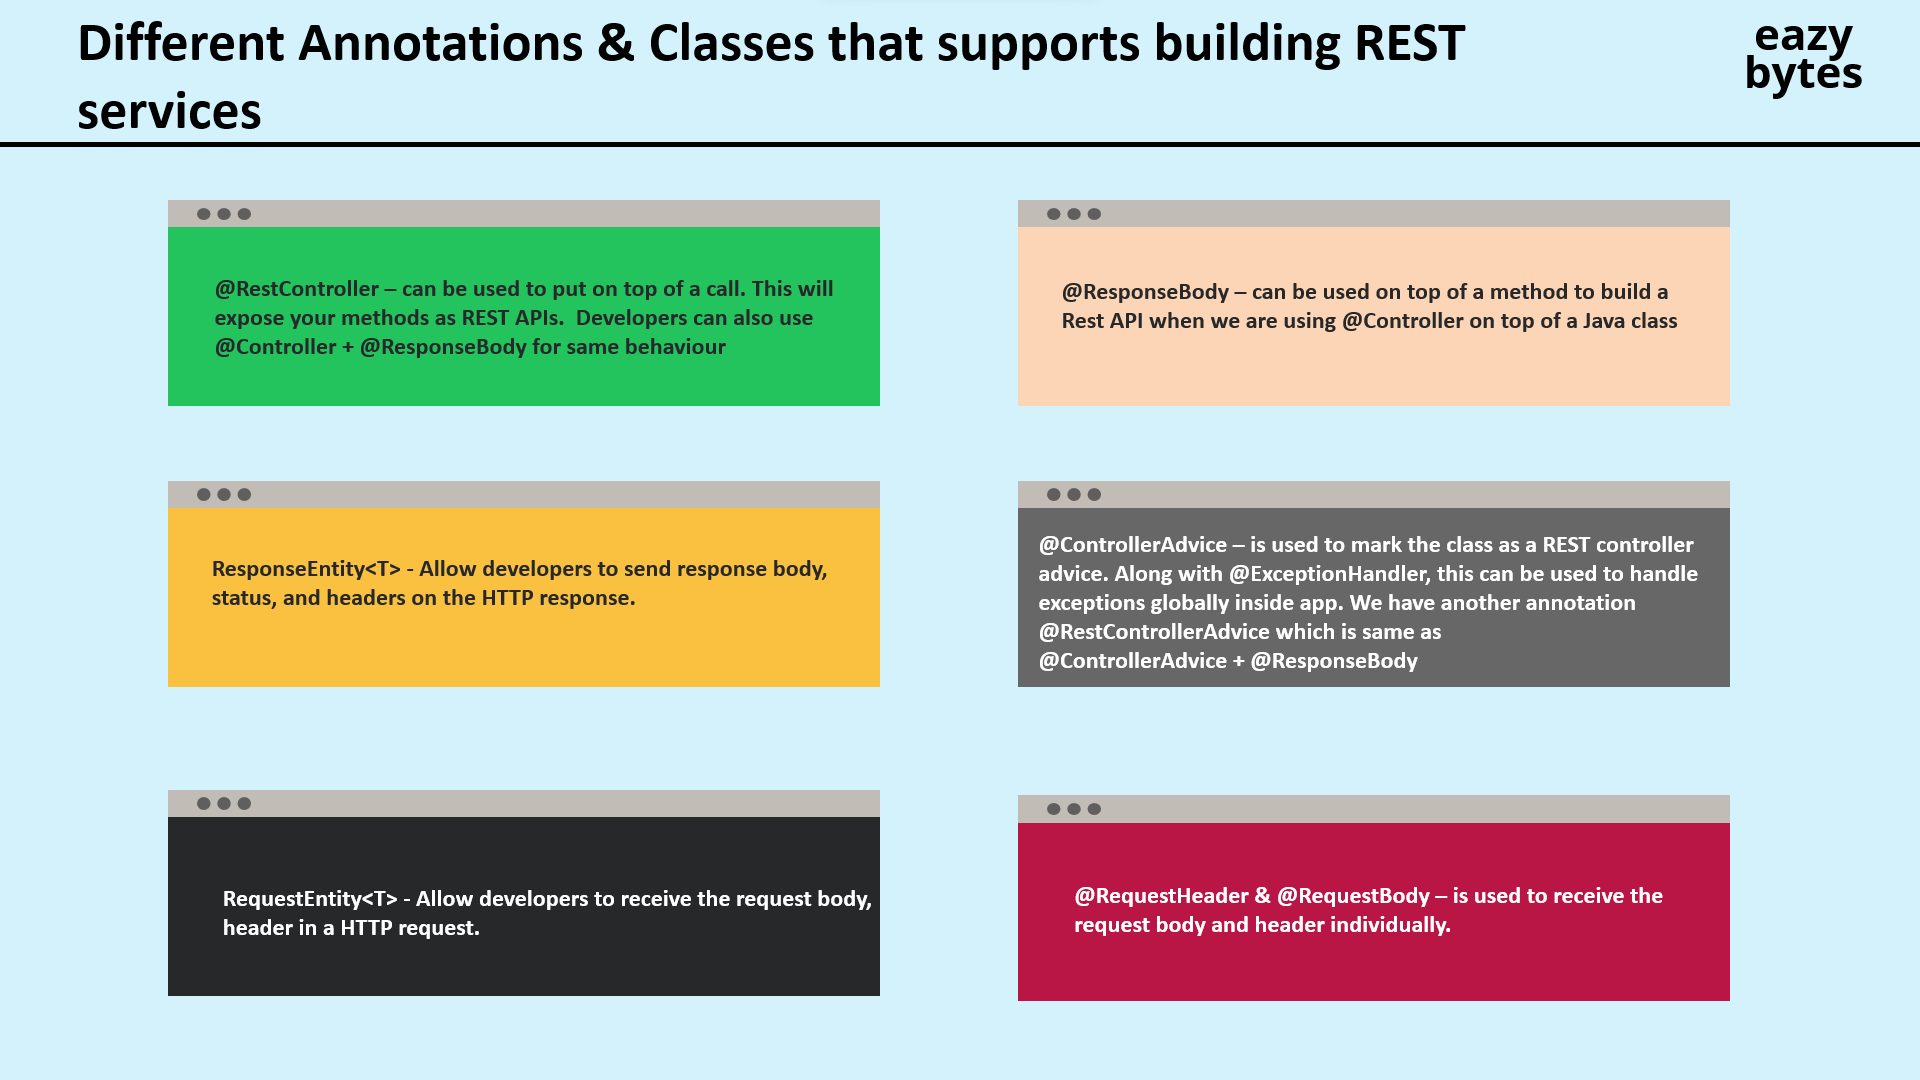 Different Annotations & Classes that supports building REST
services
eazy
bytes
@RestController – can be used to put on top of a call. This will
expose your methods as REST APIs.  Developers can also use
@Controller + @ResponseBody for same behaviour
@ResponseBody – can be used on top of a method to build a
Rest API when we are using @Controller on top of a Java class
ResponseEntity<T> - Allow developers to send response body,
status, and headers on the HTTP response.
@ControllerAdvice – is used to mark the class as a REST controller
advice. Along with @ExceptionHandler, this can be used to handle
exceptions globally inside app. We have another annotation
@RestControllerAdvice which is same as
@ControllerAdvice + @ResponseBody
RequestEntity<T> - Allow developers to receive the request body,
header in a HTTP request.
@RequestHeader & @RequestBody – is used to receive the
request body and header individually.